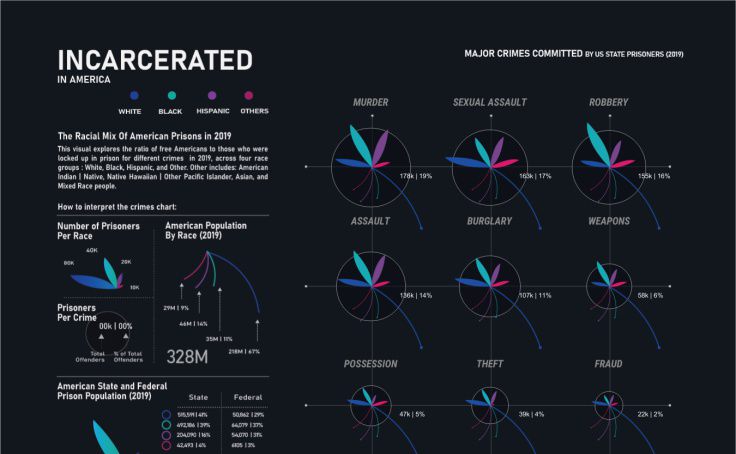 INCARCERATED
IN AMERICA
WHITE BLACK HISPANIC OTHERS
The Racial Mix Of American Prisons in 2019
This visual explores the ratio of free Americans to those who were
locked up in prison for different crimes in 2019, across four race
groups : White, Black, Hispanic, and Other. Other includes: American
Indian | Native, Native Hawaiian | Other Pacific Islander, Asian, and
Mixed Race people.
How to interpret the crimes chart:
Number of Prisoners
Per Race
40K
80K
20K
10K
American Population
By Race (2019)
29M | 9%
46M | 14%
35M | 11%
218M | 67%
328M
Prisoners
Per Crime
00k | 00%
Total
Offenders
% of Total
Offenders
American State and Federal
Prison Population (2019)
State Federal
515,591 | 41% 50,862 | 29%
492,186 | 39% 64,079 | 37%
204,090 | 16% 54,070 | 31%
42,493 | 4% 6105 | 3%
MAJOR CRIMES COMMITTED BY US STATE PRISONERS (2019)
MURDER SEXUAL ASSAULT ROBBERY
178k | 19% 163k | 17% 155k | 16%
ASSAULT BURGLARY WEAPONS
136k | 14% 107k | 11% 58k | 6%
POSSESSION THEFT FRAUD
47k | 5% 39k | 4% 22k | 2%